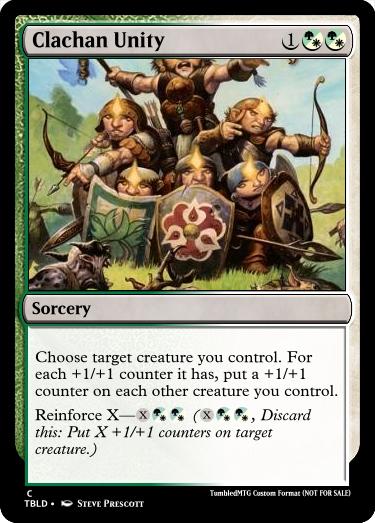 Clachan Unity 1
Sorcery
Choose target creature you control. For
each +1/+1 counter it has, put a +1/+1
counter on each other creature you control.
Reinforce X—X (X, Discard
this: Put X +1/+1 counters on target
creature.)
C
TBLD • Steve Prescott
TumbledMTG Custom Format (NOT FOR SALE)